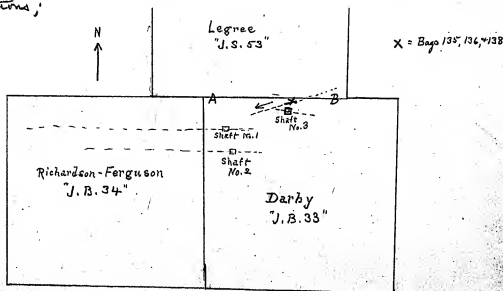 ions;
N
Legree
"J.S. 53"
X = Bags 135, 136, + 138
A
B
Shaft No.1
Shaft
No.3
Shaft
No.2
Richardson-Ferguson
"J.B. 34"
Darby
"J.B. 33"